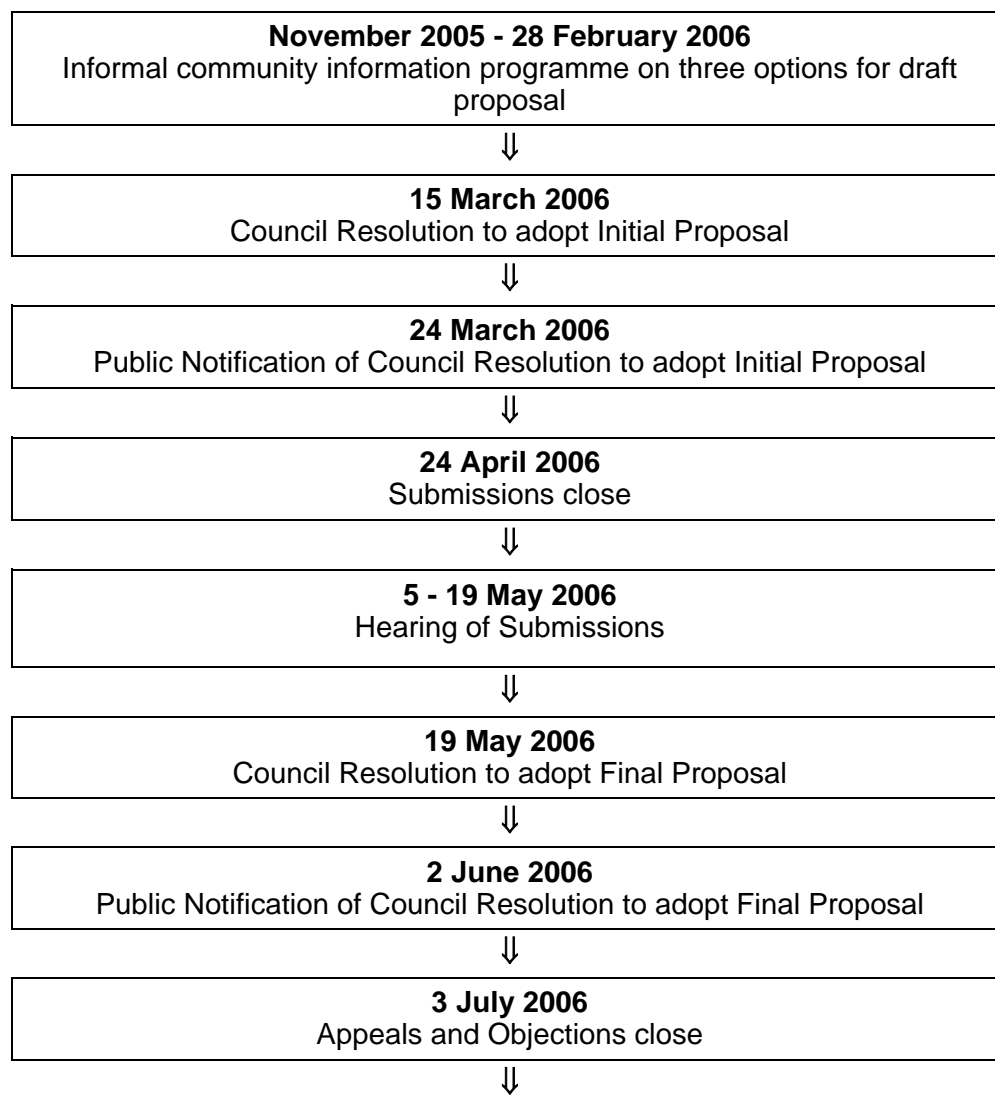 November 2005 - 28 February 2006
Informal community information programme on three options for draft
proposal
⇓
15 March 2006
Council Resolution to adopt Initial Proposal
⇓
24 March 2006
Public Notification of Council Resolution to adopt Initial Proposal
⇓
24 April 2006
Submissions close
⇓
5 - 19 May 2006
Hearing of Submissions
⇓
19 May 2006
Council Resolution to adopt Final Proposal
⇓
2 June 2006
Public Notification of Council Resolution to adopt Final Proposal
⇓
3 July 2006
Appeals and Objections close
⇓